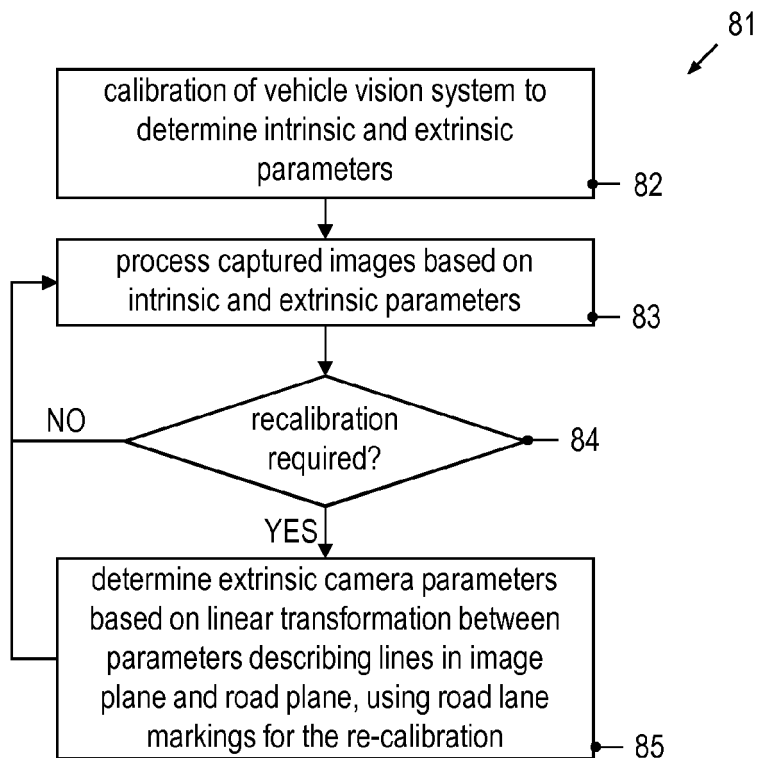 81
calibration of vehicle vision system to
determine intrinsic and extrinsic
parameters
82
process captured images based on
intrinsic and extrinsic parameters
83
NO
recalibration
required?
84
YES
determine extrinsic camera parameters
based on linear transformation between
parameters describing lines in image
plane and road plane, using road lane
markings for the re-calibration
85